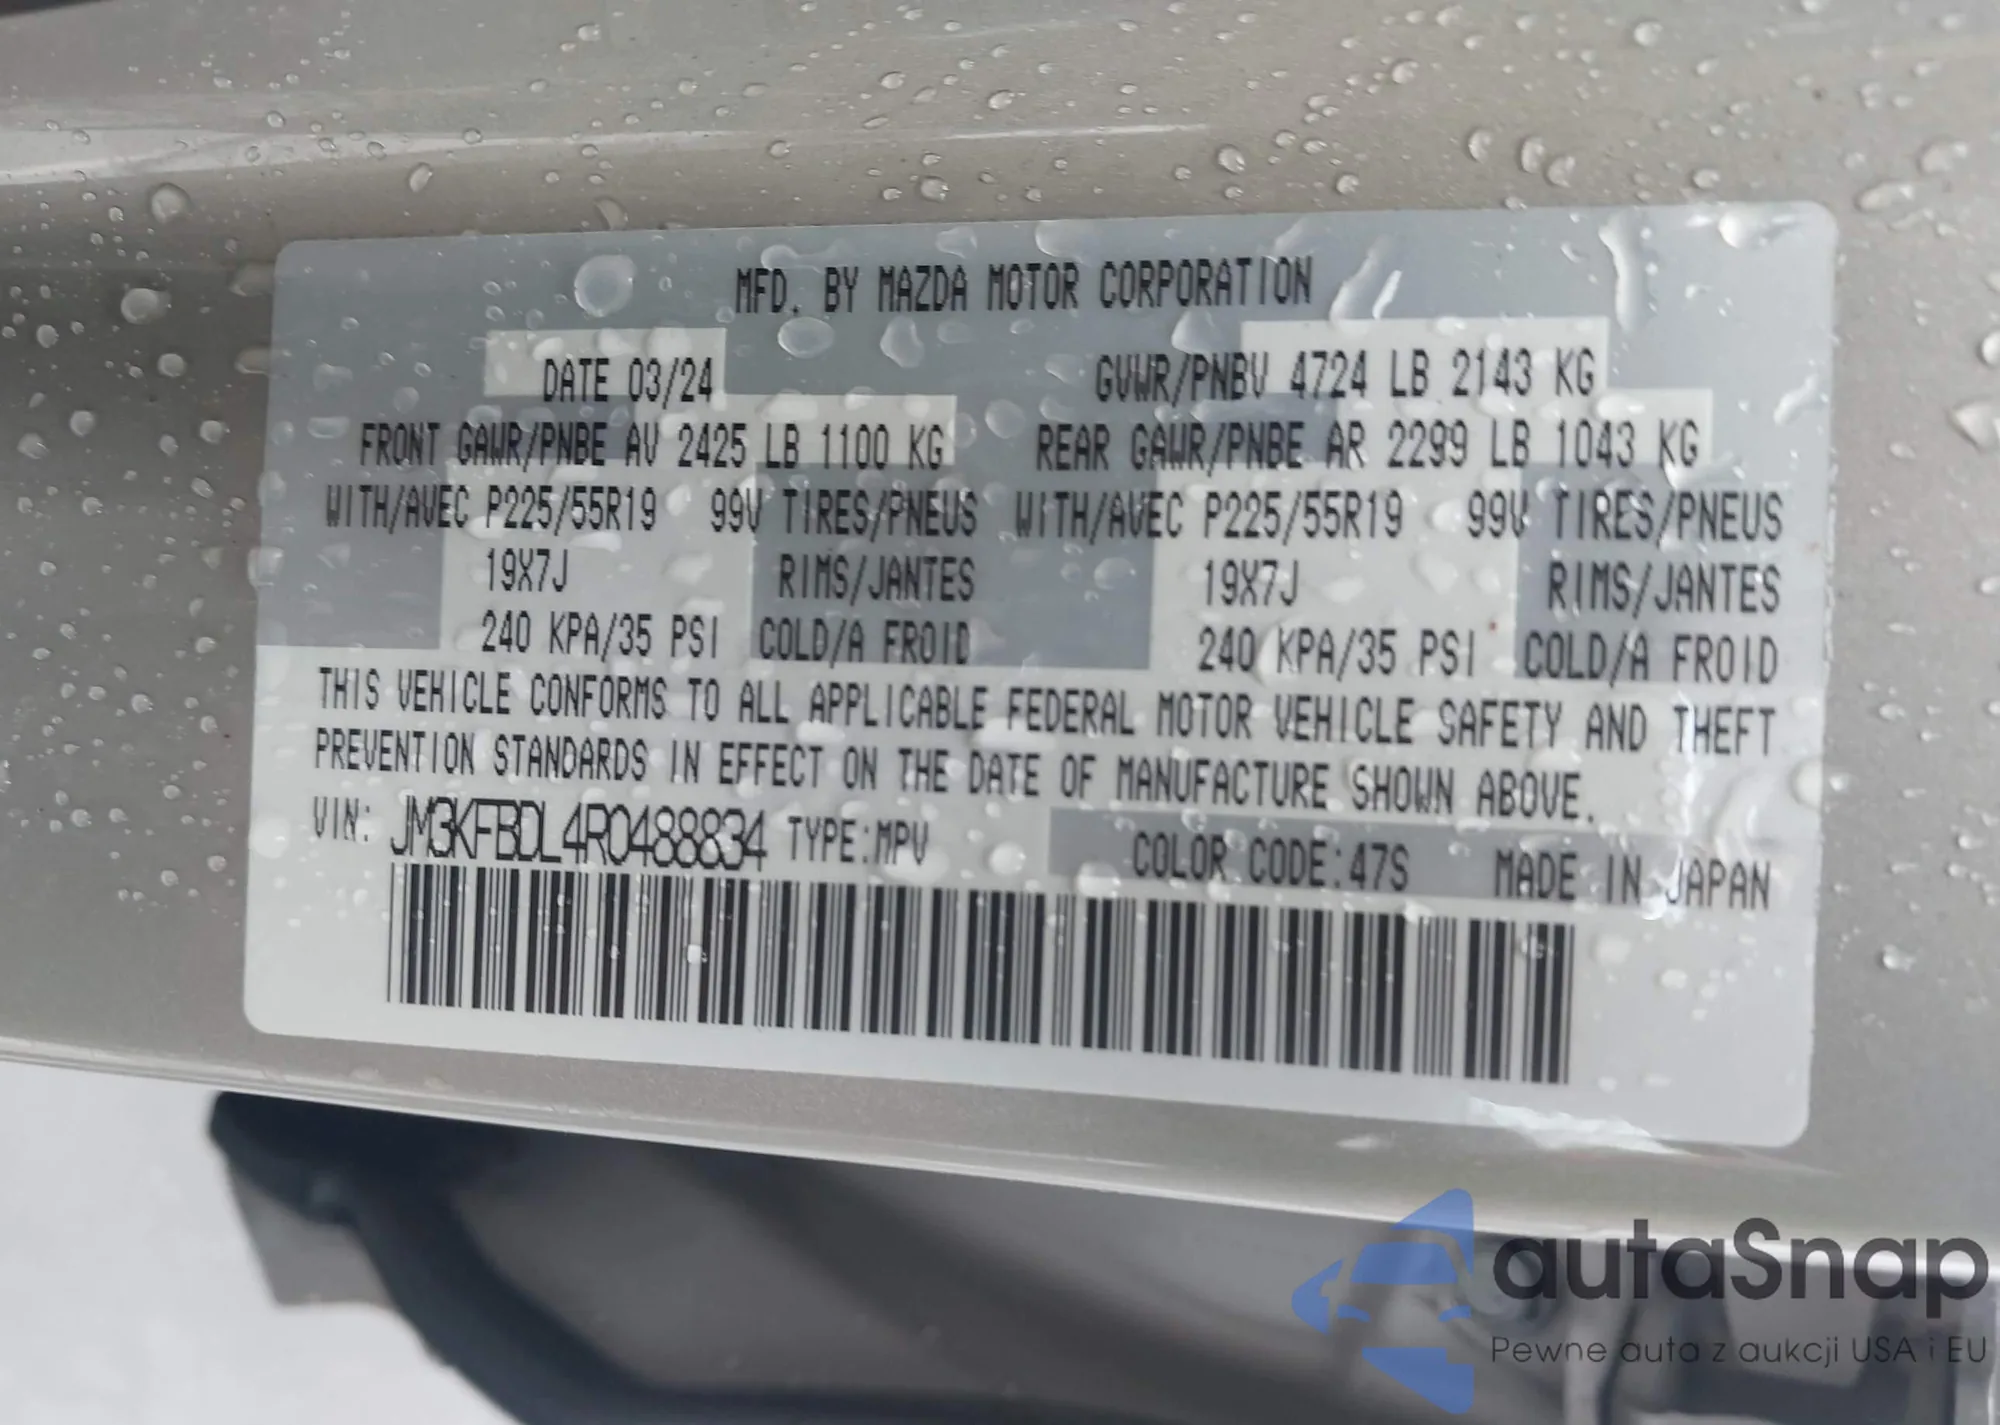 MFD. BY MAZDA MOTOR CORPORATION
DATE 03/24 GVWR/PNBV 4724 LB 2143 KG
FRONT GAWR/PNBE AV 2425 LB 1100 KG REAR GAWR/PNBE AR 2299 LB 1043 KG
WITH/AVEC P225/55R19 99V TIRES/PNEUS WITH/AVEC P225/55R19 99V TIRES/PNEUS
19X7J RIMS/JANTES 19X7J RIMS/JANTES
240 KPA/35 PSI COLD/A FROID 240 KPA/35 PSI COLD/A FROID
THIS VEHICLE CONFORMS TO ALL APPLICABLE FEDERAL MOTOR VEHICLE SAFETY AND THEFT
PREVENTION STANDARDS IN EFFECT ON THE DATE OF MANUFACTURE SHOWN ABOVE.
VIN: JM3KFBDL4R0488834 TYPE:MPV COLOR CODE:47S MADE IN JAPAN
autaSnap
Pewne auta z aukcji USA i EU